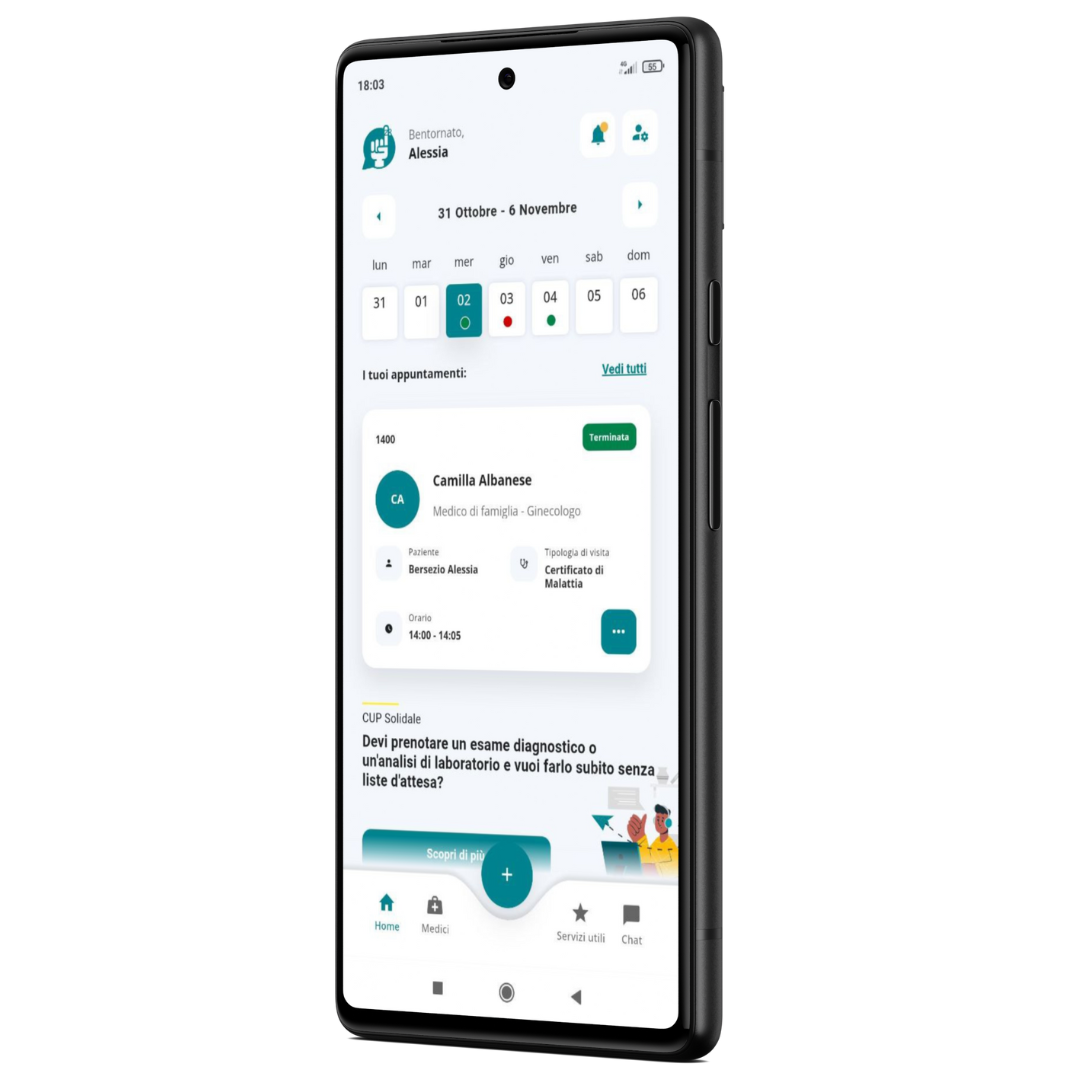 18:03
4G
55
Bentornato,
Alessia
31 Ottobre - 6 Novembre
lun mar mer gio ven sab dom
31 01 02 03 04 05 06
I tuoi appuntamenti:
Vedi tutti
1400
Terminata
CA
Camilla Albanese
Medico di famiglia - Ginecologo
Paziente
Bersezio Alessia
Tipologia di visita
Certificato di
Malattia
Orario
14:00 - 14:05
CUP Solidale
Devi prenotare un esame diagnostico o
un'analisi di laboratorio e vuoi farlo subito senza
liste d'attesa?
Scopri di più
+
Home
Medici
Servizi utili
Chat